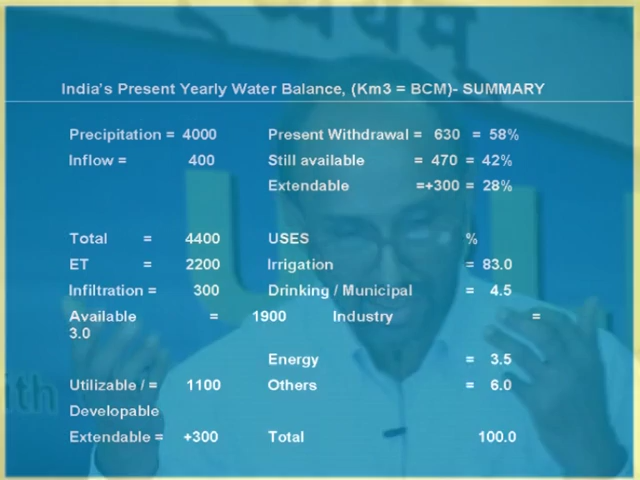 India's Present Yearly Water Balance, (Km3 = BCM)- SUMMARY
Precipitation = 4000 Present Withdrawal = 630 = 58%
Inflow = 400 Still available = 470 = 42%
Extendable =+300 = 28%
Total = 4400 USES %
ET = 2200 Irrigation = 83.0
Infiltration = 300 Drinking / Municipal = 4.5
Available = 1900 Industry =
3.0
Energy = 3.5
Utilizable / = 1100 Others = 6.0
Developable
Extendable = +300 Total 100.0
ith